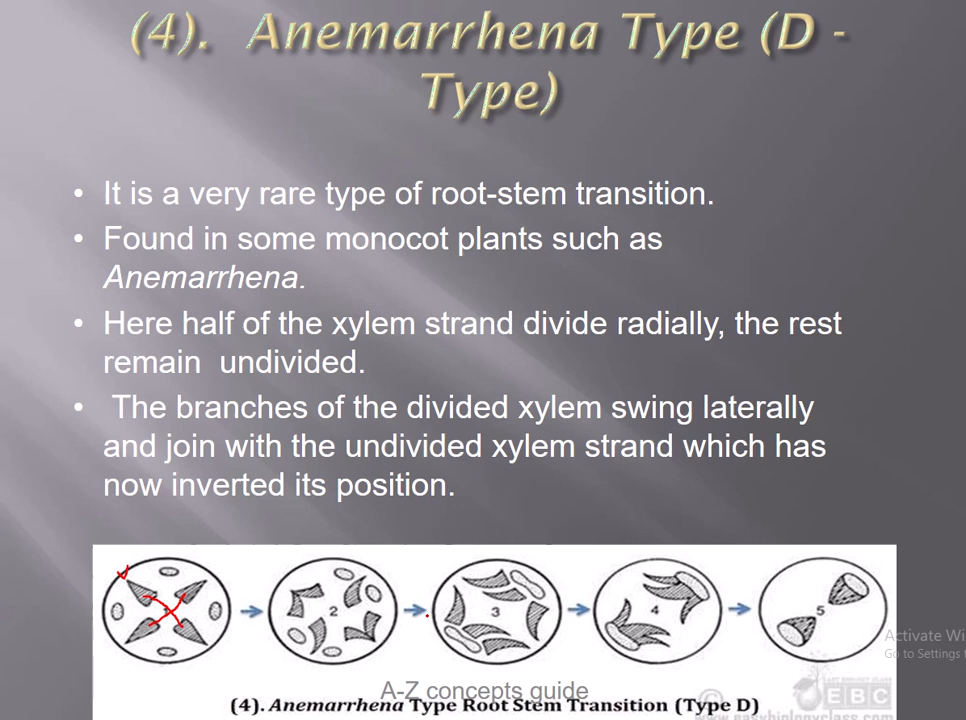 (4). Anemarrhena Type (D -
Type)
• It is a very rare type of root-stem transition.
• Found in some monocot plants such as
Anemarrhena.
• Here half of the xylem strand divide radially, the rest
remain undivided.
• The branches of the divided xylem swing laterally
and join with the undivided xylem strand which has
now inverted its position.
2 3 4 5
Activate Wi
Go to Settings
A-Z concepts guide
(4). Anemarrhena Type Root Stem Transition (Type D)
EBC
www.easybiologyclass.com